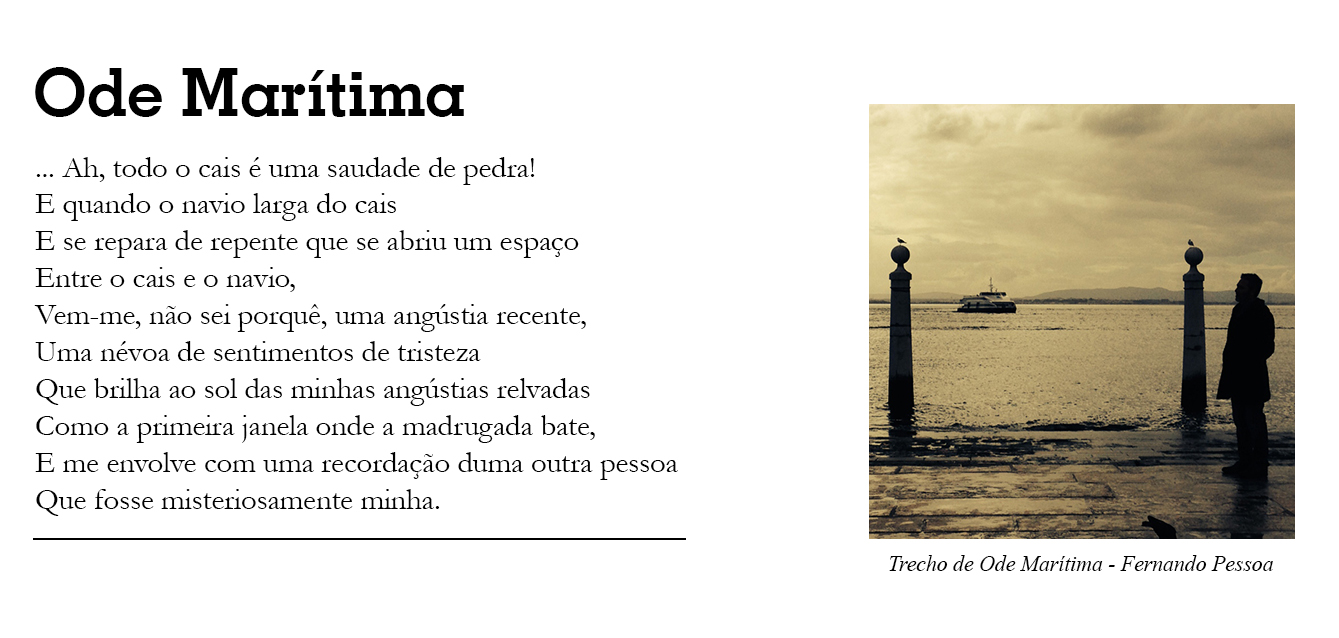 Ode Marítima
... Ah, todo o cais é uma saudade de pedra!
E quando o navio larga do cais
E se repara de repente que se abriu um espaço
Entre o cais e o navio,
Vem-me, não sei porquê, uma angústia recente,
Uma névoa de sentimentos de tristeza
Que brilha ao sol das minhas angústias relvadas
Como a primeira janela onde a madrugada bate,
E me envolve com uma recordação duma outra pessoa
Que fosse misteriosamente minha.
Trecho de Ode Marítima - Fernando Pessoa